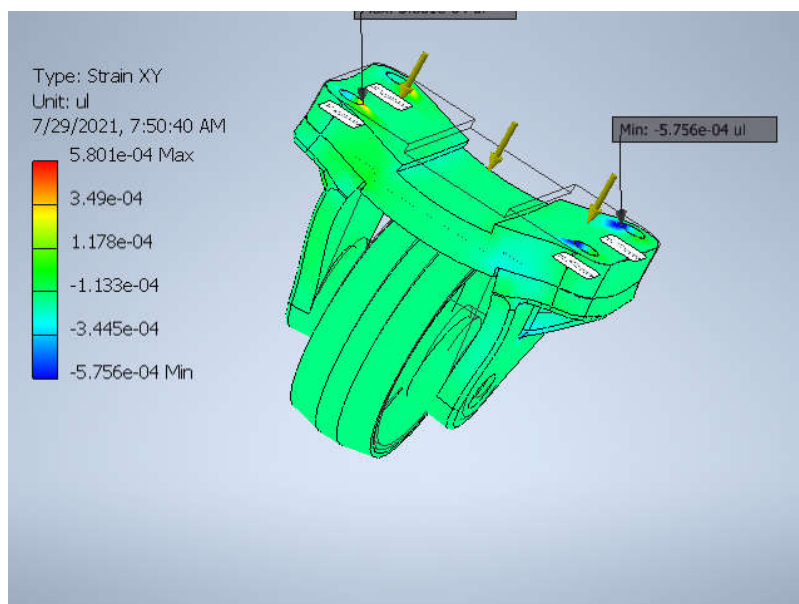 Type: Strain XY
Unit: ul
7/29/2021, 7:50:40 AM
5.801e-04 Max
3.49e-04
1.178e-04
-1.133e-04
-3.445e-04
-5.756e-04 Min
Min: -5.756e-04 ul